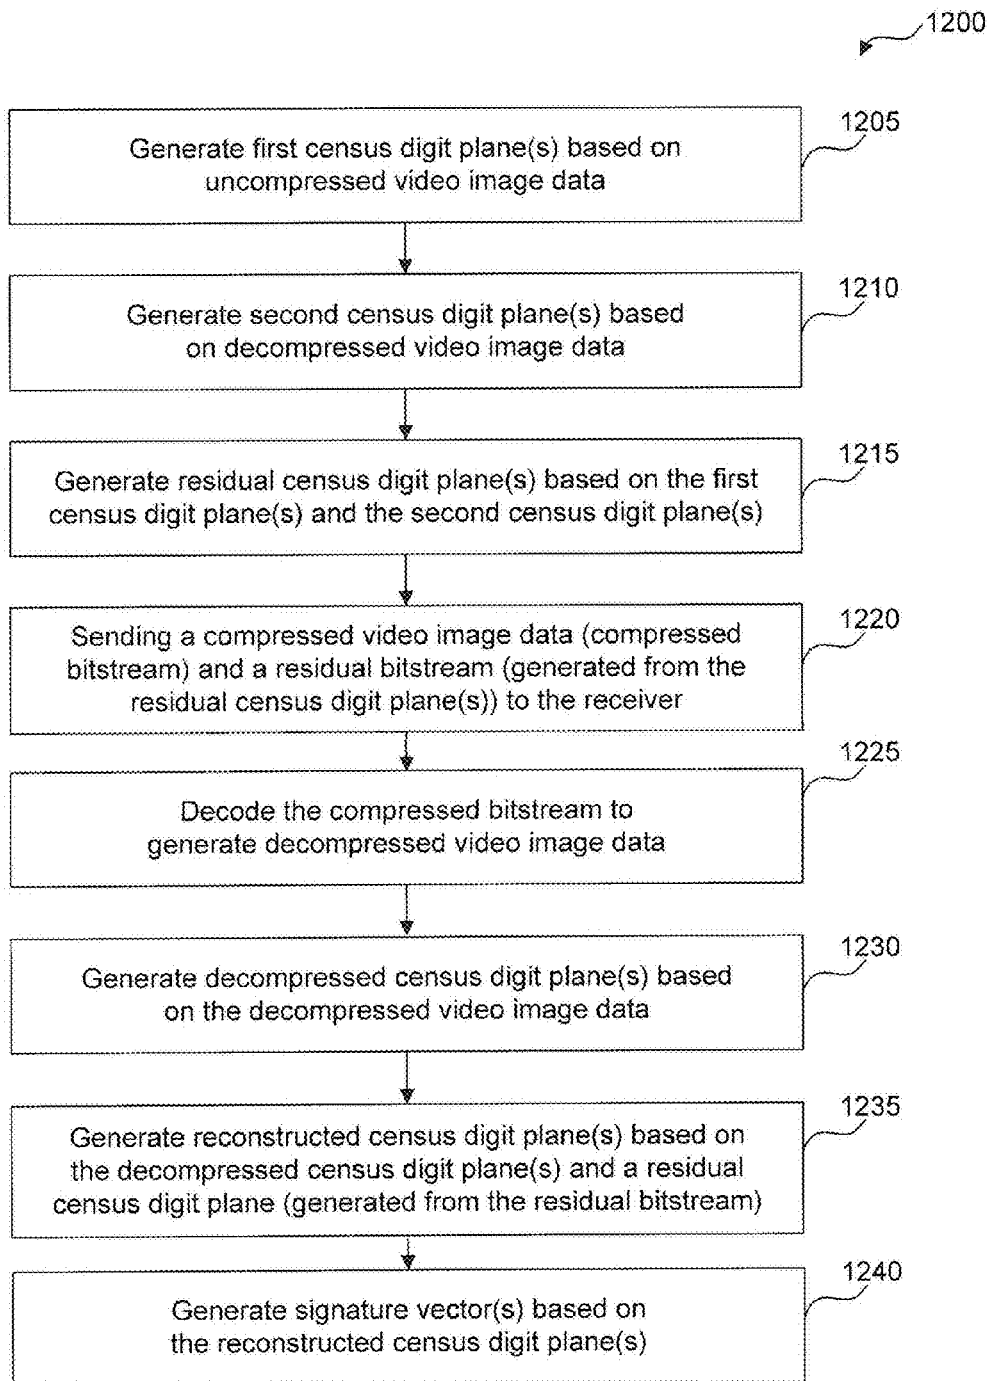 1200
1205
Generate first census digit plane(s) based on
uncompressed video image data
1210
Generate second census digit plane(s) based
on decompressed video image data
1215
Generate residual census digit plane(s) based on the first
census digit plane(s) and the second census digit plane(s)
1220
Sending a compressed video image data (compressed
bitstream) and a residual bitstream (generated from the
residual census digit plane(s)) to the receiver
1225
Decode the compressed bitstream to
generate decompressed video image data
1230
Generate decompressed census digit plane(s) based
on the decompressed video image data
1235
Generate reconstructed census digit plane(s) based on
the decompressed census digit plane(s) and a residual
census digit plane (generated from the residual bitstream)
1240
Generate signature vector(s) based on
the reconstructed census digit plane(s)